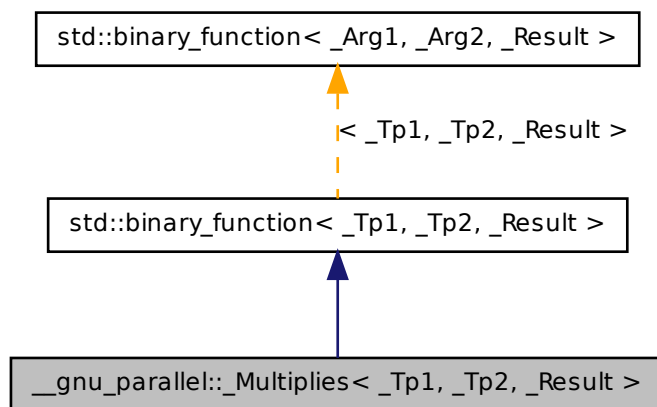 std::binary_function< _Arg1, _Arg2, _Result >
< _Tp1, _Tp2, _Result >
std::binary_function< _Tp1, _Tp2, _Result >
__gnu_parallel::_Multiplies< _Tp1, _Tp2, _Result >